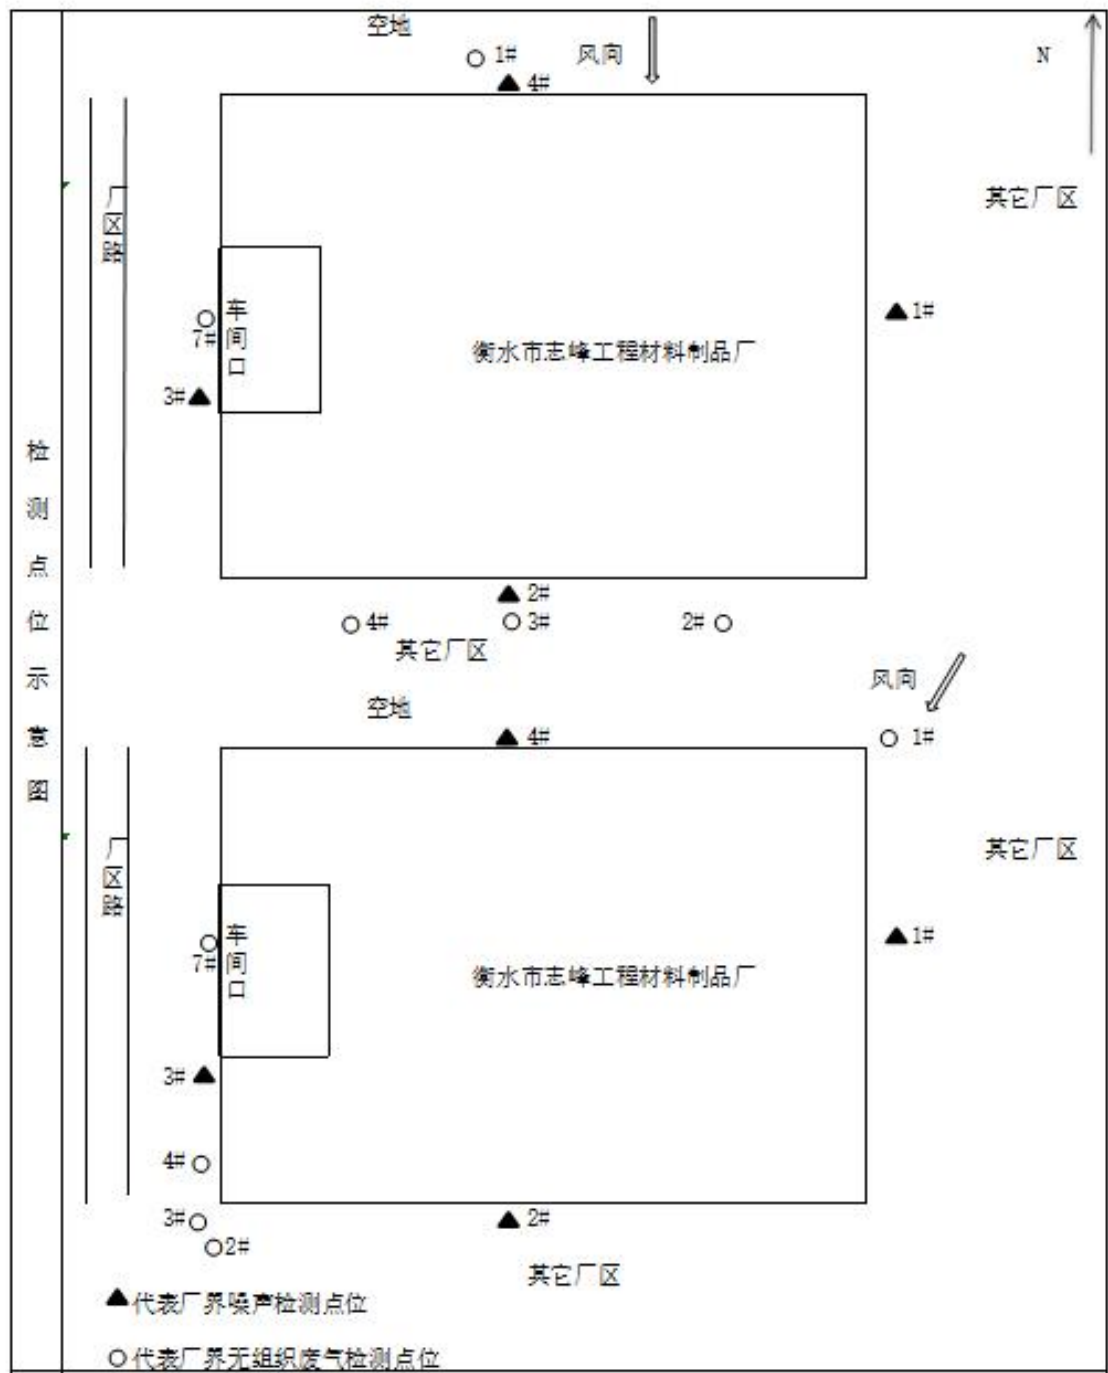 检测点位示意图
空地
1#
风向
N
4#
厂区路
其它厂区
车间口
7#
1#
衡水市志峰工程材料制品厂
3#
2#
4#
3#
2#
其它厂区
风向
空地
4#
1#
厂区路
其它厂区
车间口
7#
1#
衡水市志峰工程材料制品厂
3#
4#
3#
2#
2#
其它厂区
代表厂界噪声检测点位
代表厂界无组织废气检测点位